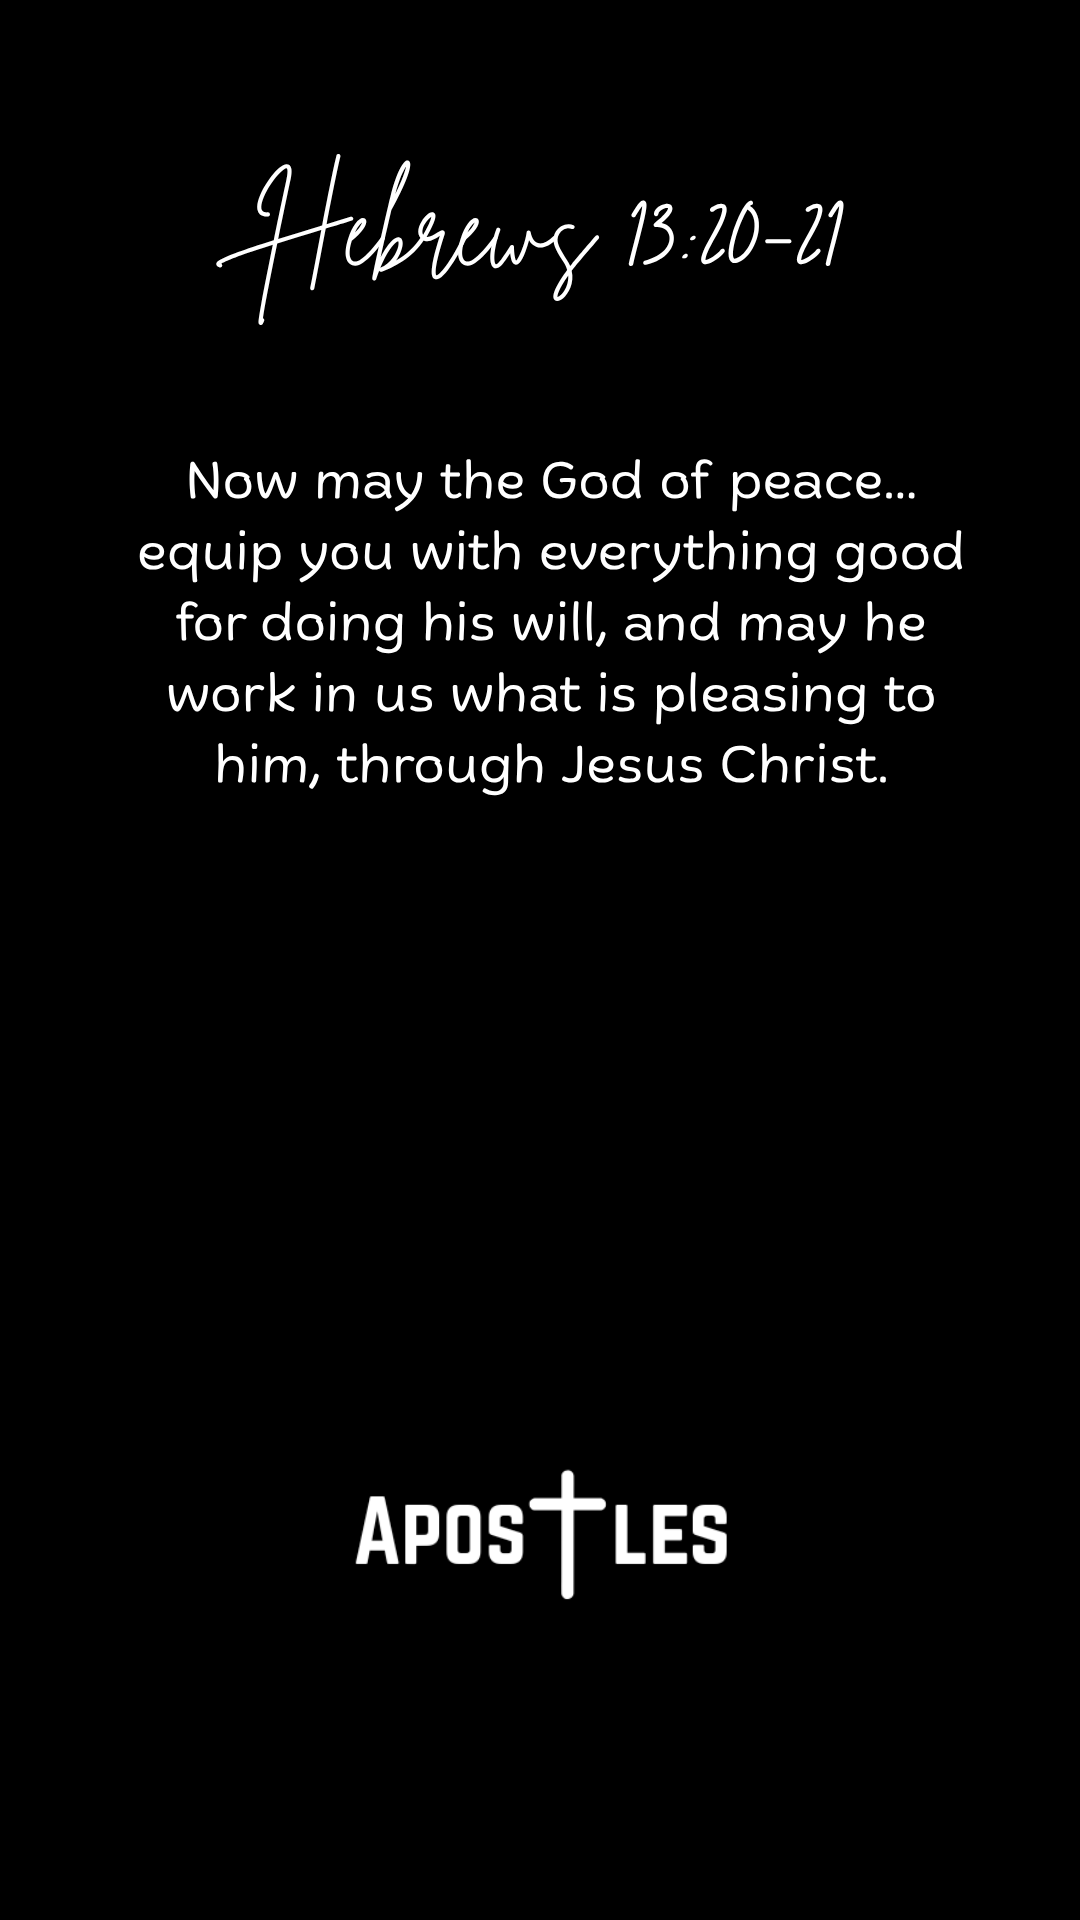 Hebrews 13:20-21
Now may the God of peace...
equip you with everything good
for doing his will, and may he
work in us what is pleasing to
him, through Jesus Christ.
APOSTLES